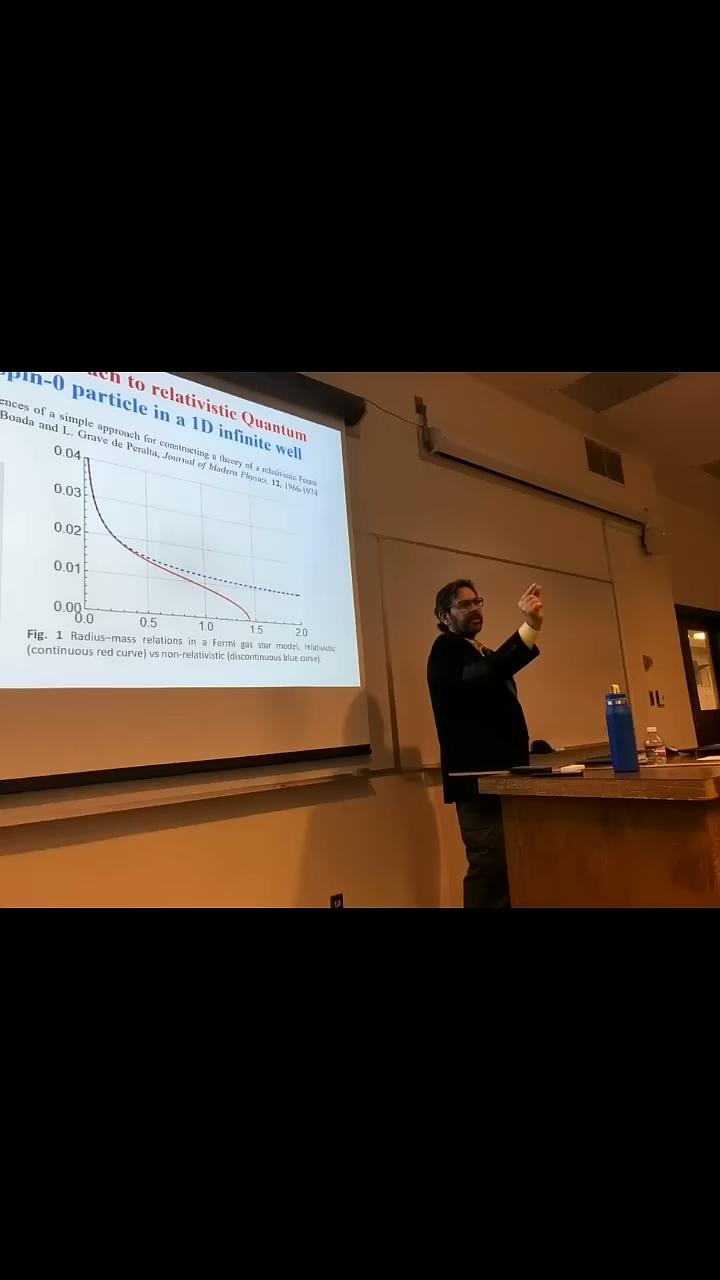 ach to relativistic Quantum
spin-0 particle in a 1D infinite well
ences of a simple approach for constructing a theory of a relativistic Fermi
Boada and L. Grave de Peralta, Journal of Modern Physics, 12, 1966-1974
0.04
0.03
0.02
0.01
0.00
0.0 0.5 1.0 1.5 2.0
Fig. 1 Radius–mass relations in a Fermi gas star model, relativistic
(continuous red curve) vs non-relativistic (discontinuous blue curve).